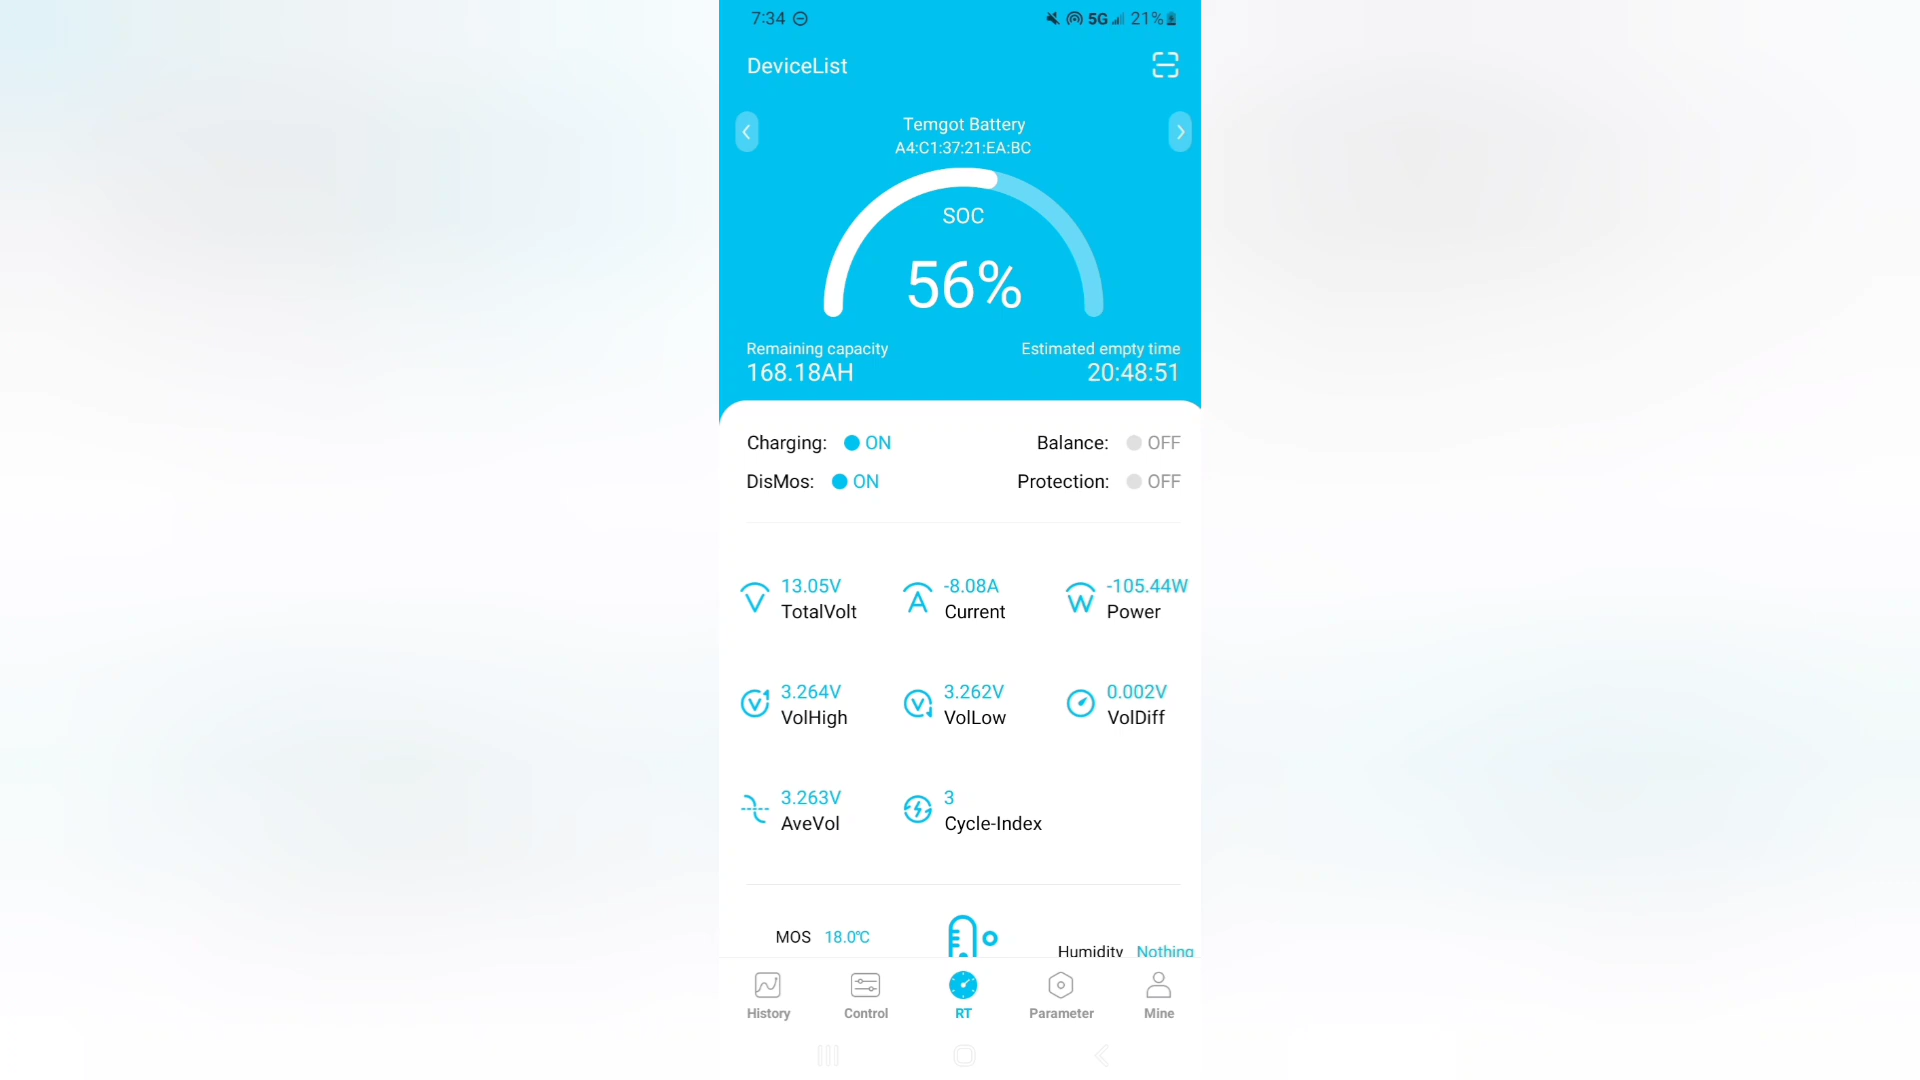 7:34 5G 21%
DeviceList
Temgot Battery
A4:C1:37:21:EA:BC
SOC
56%
Remaining capacity Estimated empty time
168.18AH 20:48:51
Charging: ON Balance: OFF
DisMos: ON Protection: OFF
13.05V -8.08A -105.44W
TotalVolt Current Power
3.264V 3.262V 0.002V
VolHigh VolLow VolDiff
3.263V 3
AveVol Cycle-Index
MOS 18.0℃
Humidity Nothing
History Control RT Parameter Mine